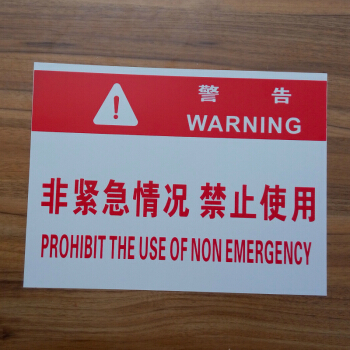 警 告
WARNING
非紧急情况 禁止使用
PROHIBIT THE USE OF NON EMERGENCY